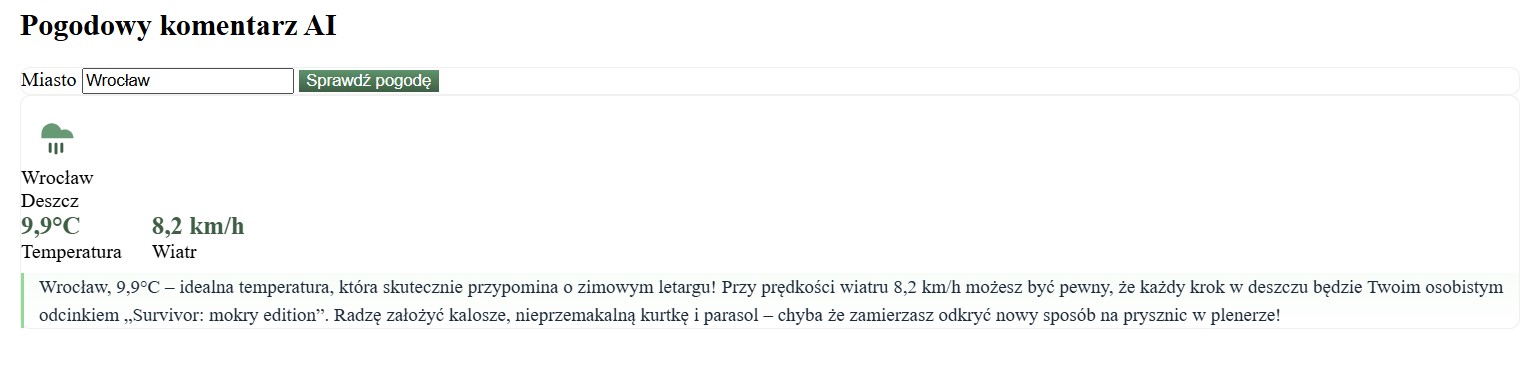 Pogodowy komentarz AI
Miasto Wrocław Sprawdź pogodę
Wrocław
Deszcz
9,9°C 8,2 km/h
Temperatura Wiatr
Wrocław, 9,9°C – idealna temperatura, która skutecznie przypomina o zimowym letargu! Przy prędkości wiatru 8,2 km/h możesz być pewny, że każdy krok w deszczu będzie Twoim osobistym
odcinkiem „Survivor: mokry edition”. Radzę założyć kalosze, nieprzemakalną kurtkę i parasol – chyba że zamierzasz odkryć nowy sposób na prysznic w plenerze!